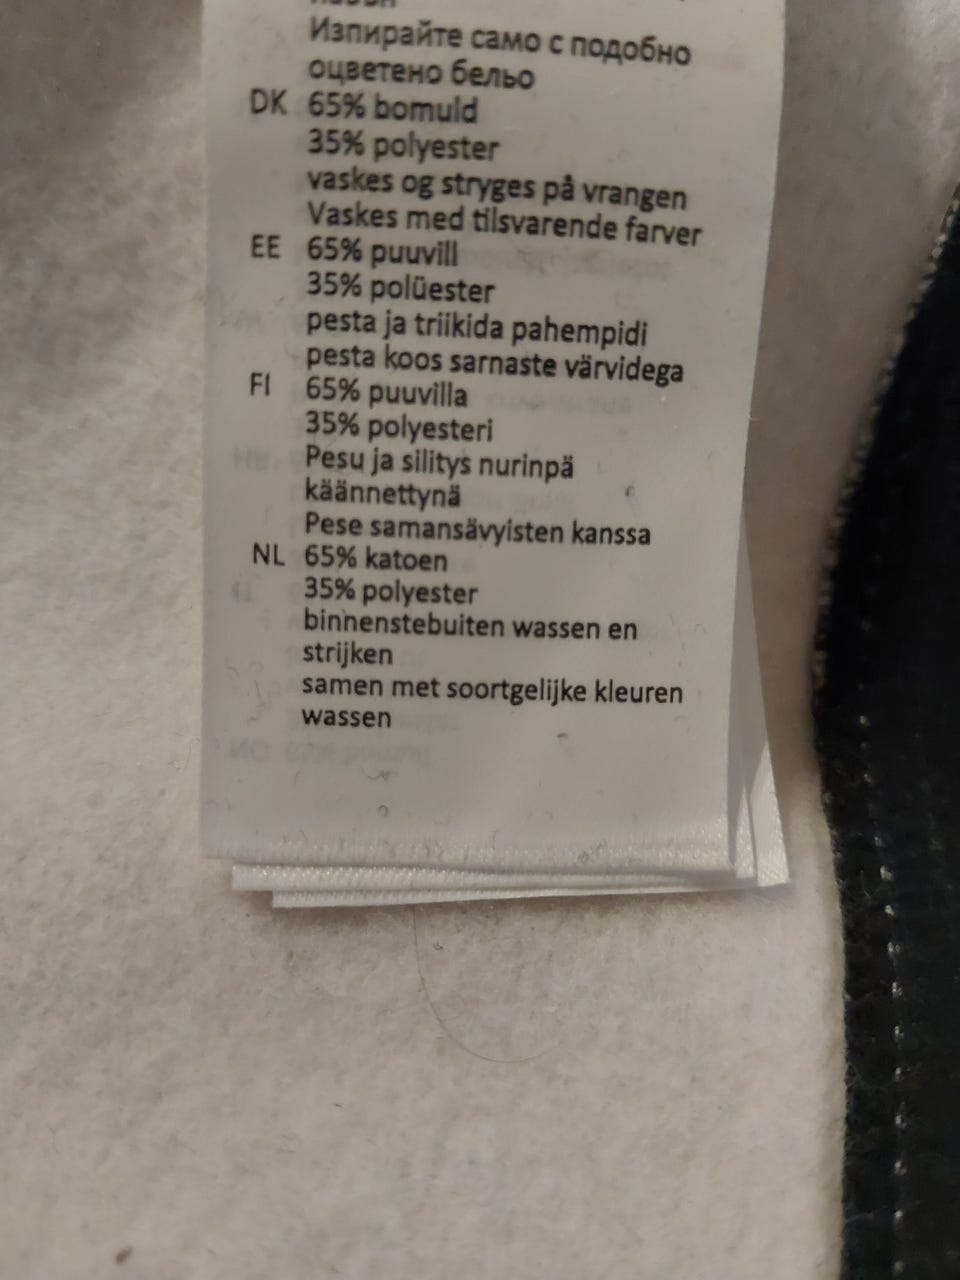 Изпирайте само с подобно
оцветено бельо
DK 65% bomuld
35% polyester
vaskes og stryges på vrangen
Vaskes med tilsvarende farver
EE 65% puuvill
35% polüester
pesta ja triikida pahempidi
pesta koos sarnaste värvidega
FI 65% puuvilla
35% polyesteri
Pesu ja silitys nurinpä
käännettynä
Pese samansävyisten kanssa
NL 65% katoen
35% polyester
binnenstebuiten wassen en
strijken
samen met soortgelijke kleuren
wassen